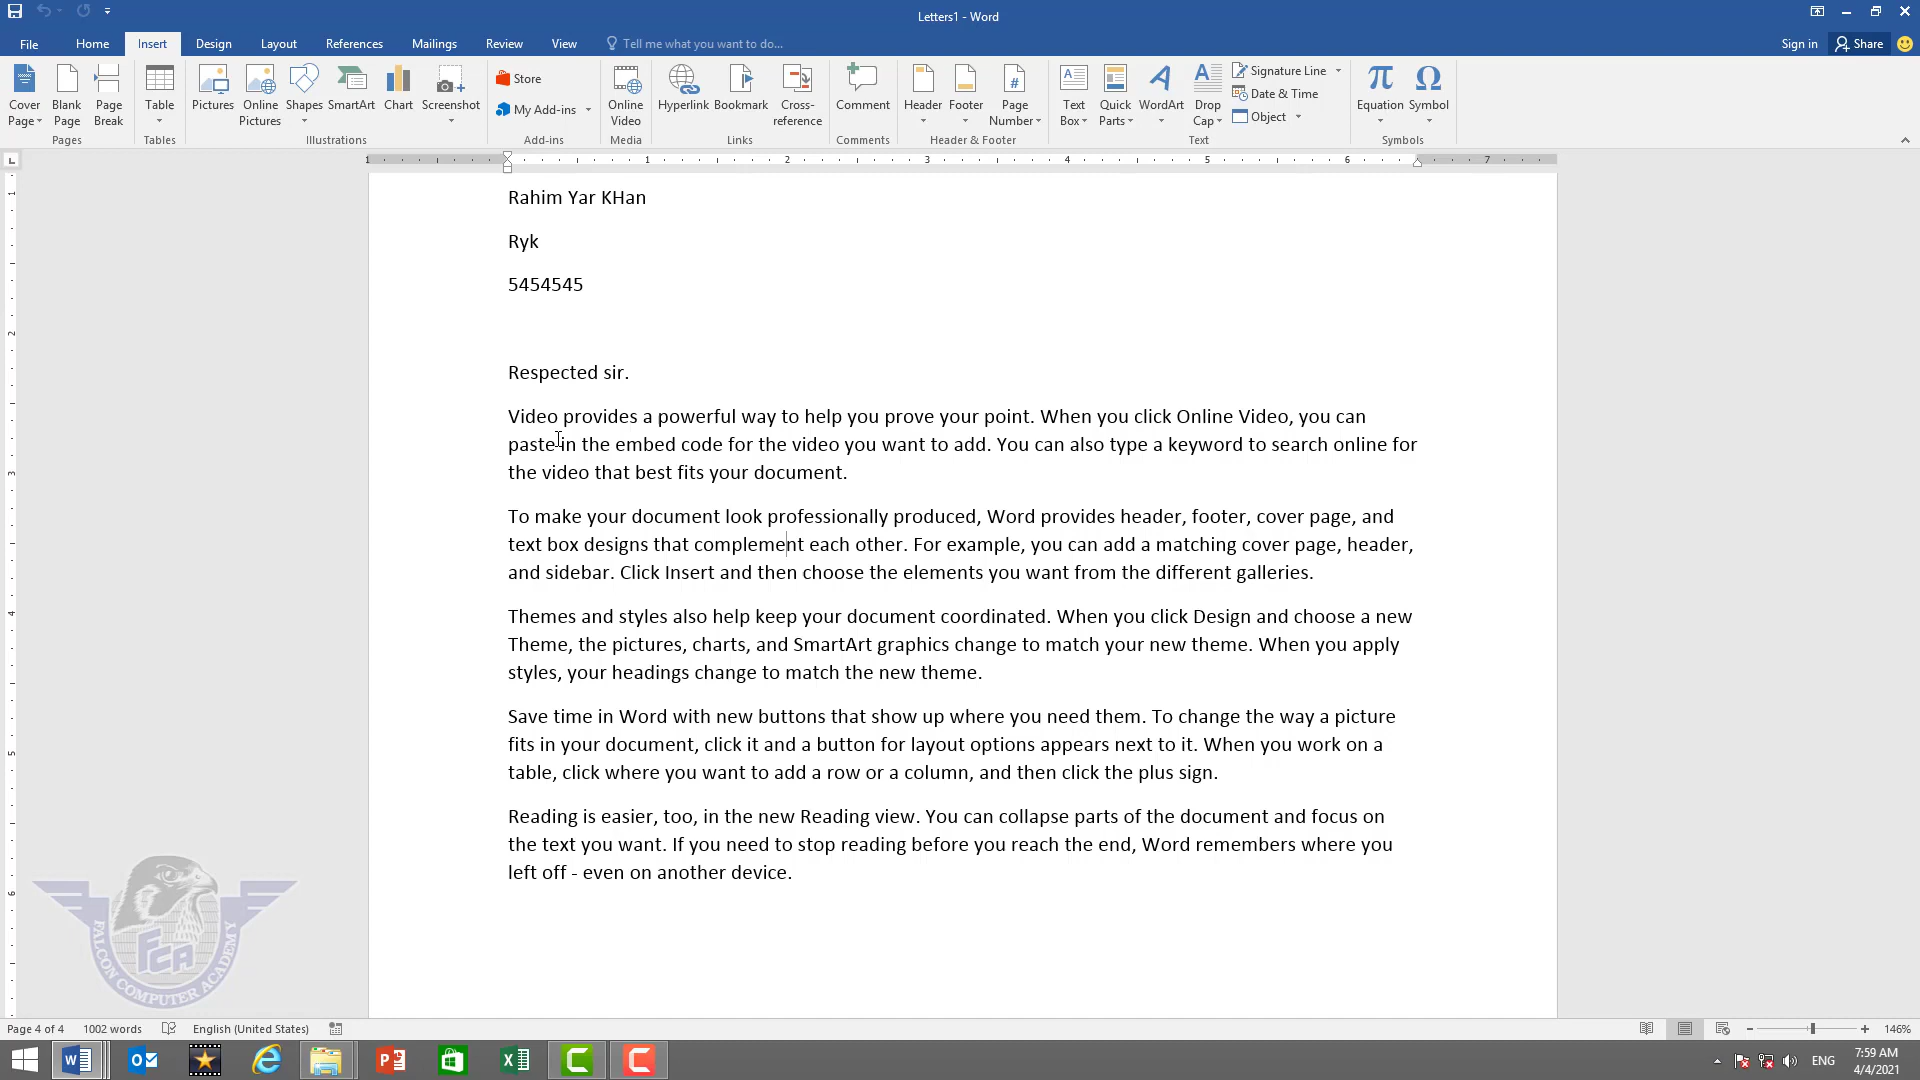 Letters1 - Word
File Home Insert Design Layout References Mailings Review View Tell me what you want to do... Sign in Share
Cover Page Blank Page Page Break Table Pictures Online Pictures Shapes SmartArt Chart Screenshot Store My Add-ins Online Video Hyperlink Bookmark Cross-reference Comment Header Footer Page Number Text Box Quick Parts WordArt Drop Cap Signature Line Date & Time Object Equation Symbol
Pages Tables Illustrations Add-ins Media Links Comments Header & Footer Text Symbols
1 1 2 3 4 5 6 7
Rahim Yar KHan
Ryk
5454545
Respected sir.
Video provides a powerful way to help you prove your point. When you click Online Video, you can
paste in the embed code for the video you want to add. You can also type a keyword to search online for
the video that best fits your document.
To make your document look professionally produced, Word provides header, footer, cover page, and
text box designs that complement each other. For example, you can add a matching cover page, header,
and sidebar. Click Insert and then choose the elements you want from the different galleries.
Themes and styles also help keep your document coordinated. When you click Design and choose a new
Theme, the pictures, charts, and SmartArt graphics change to match your new theme. When you apply
styles, your headings change to match the new theme.
Save time in Word with new buttons that show up where you need them. To change the way a picture
fits in your document, click it and a button for layout options appears next to it. When you work on a
table, click where you want to add a row or a column, and then click the plus sign.
Reading is easier, too, in the new Reading view. You can collapse parts of the document and focus on
the text you want. If you need to stop reading before you reach the end, Word remembers where you
left off - even on another device.
1
2
3
4
5
6
FALCON COMPUTER ACADEMY
FCA
Page 4 of 4 1002 words English (United States) 146%
ENG 7:59 AM
4/4/2021